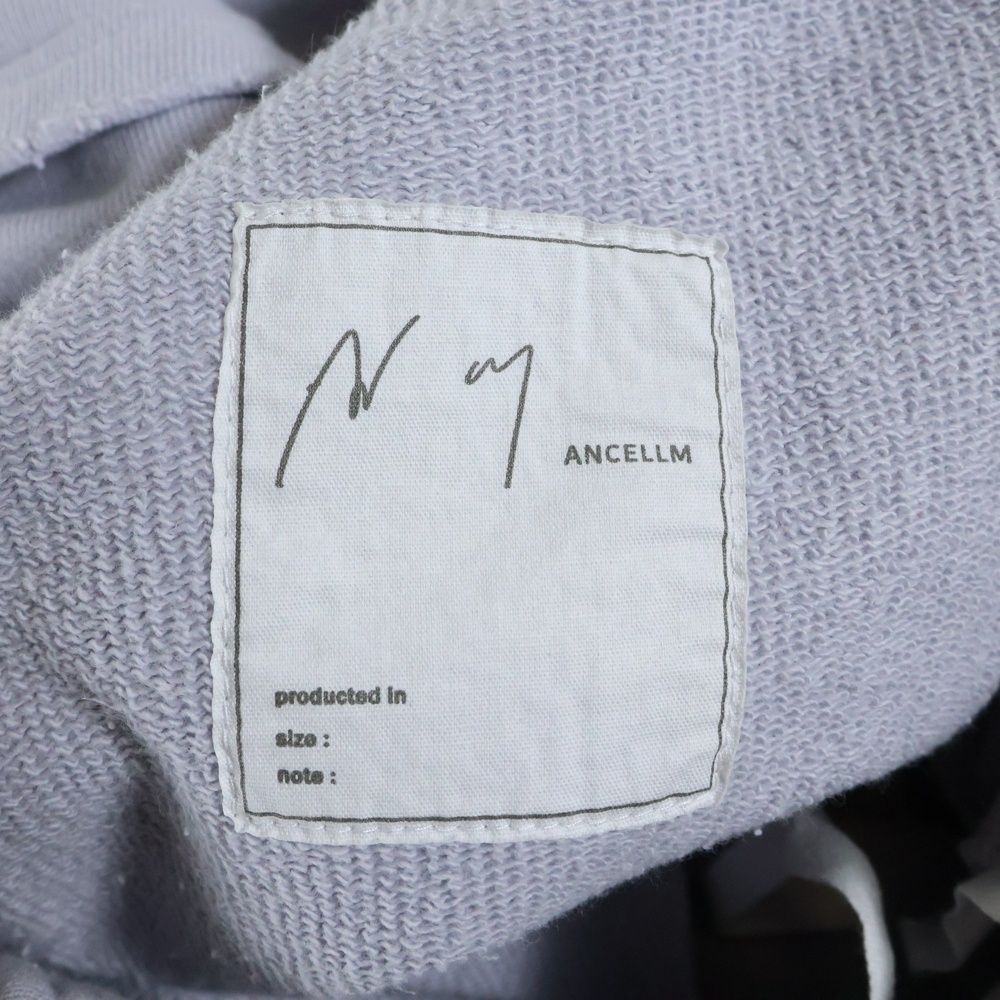 ANCELLM
producted in
size :
note :